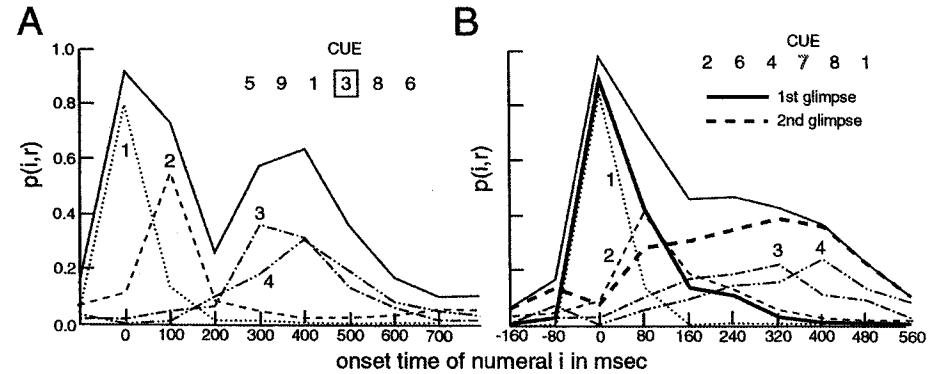 A
CUE
5 9 1 3 8 6
p(i,r)
1.0
0.8
0.6
0.4
0.2
0.0
1
2
3
4
0 100 200 300 400 500 600 700
B
CUE
2 6 4 7 8 1
1st glimpse
2nd glimpse
p(i,r)
1
2
3
4
-160 -80 0 80 160 240 320 400 480 560
onset time of numeral i in msec